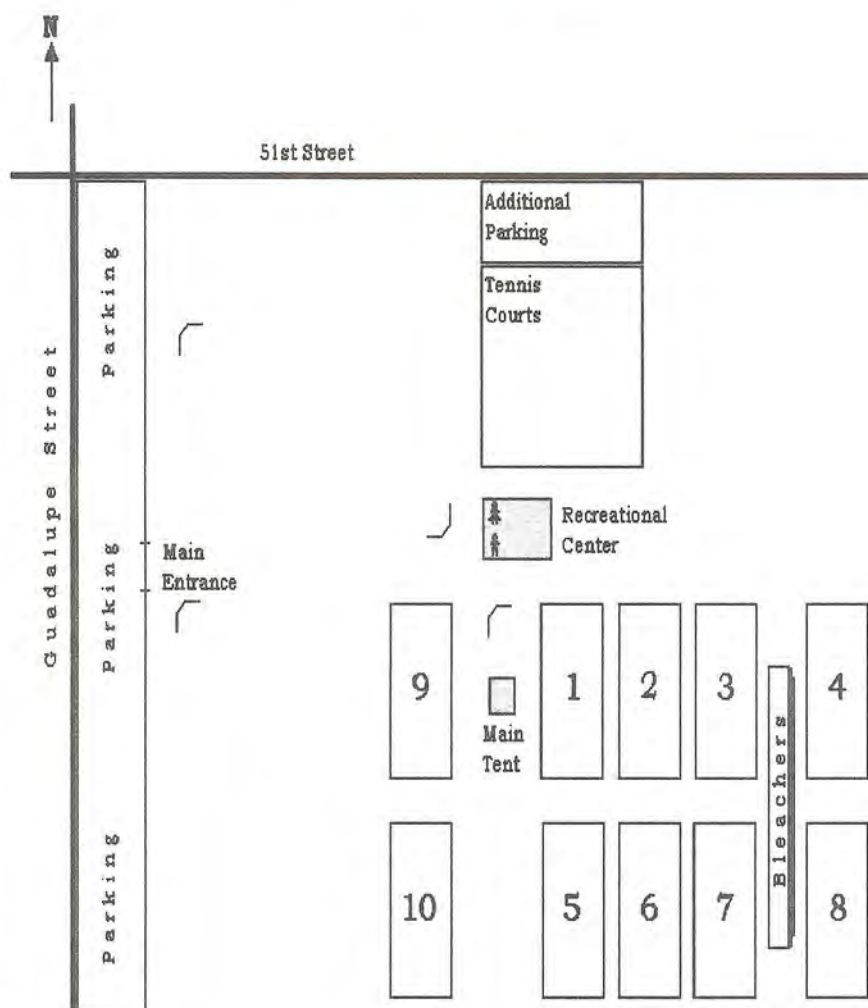 N
51st Street
Additional
Parking
Tennis
Courts
Parking
Guadalupe Street
Recreational
Center
Main
Entrance
Parking
9
1
2
3
4
Main
Tent
Bleachers
Parking
10
5
6
7
8